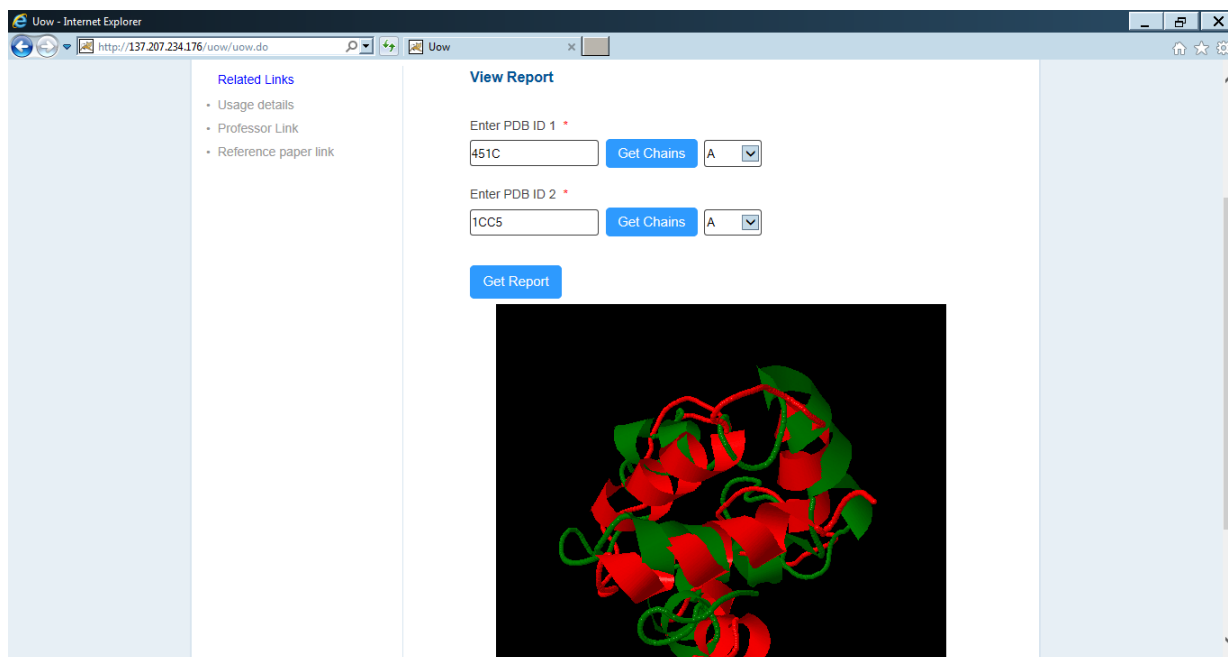 Uow - Internet Explorer
http://137.207.234.176/uow/uow.do
Uow
Related Links
Usage details
Professor Link
Reference paper link
View Report
Enter PDB ID 1 *
451C Get Chains A
Enter PDB ID 2 *
1CC5 Get Chains A
Get Report